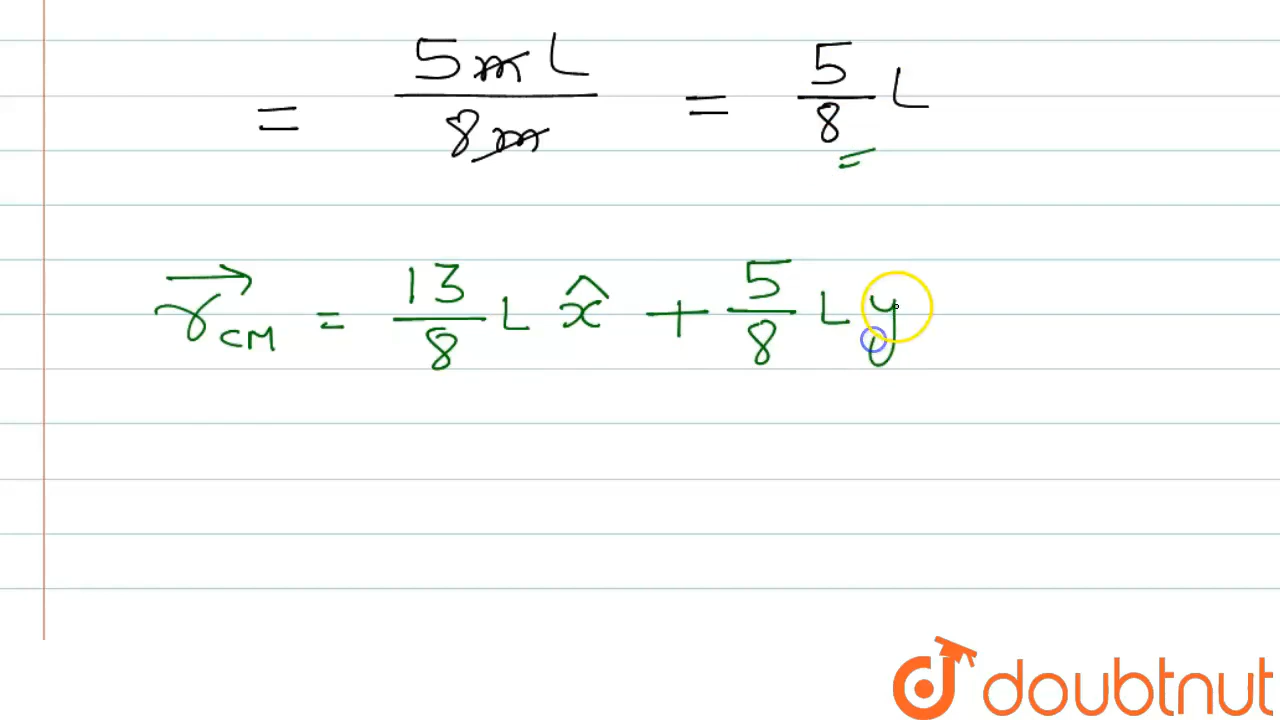 = 5mL/8m = 5/8 L
r⃗CM = 13/8 L x̂ + 5/8 L y
doubtnut